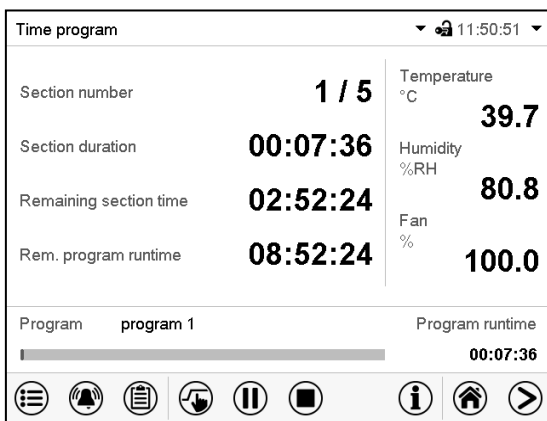 Time program 11:50:51
Section number 1 / 5
Section duration 00:07:36
Remaining section time 02:52:24
Rem. program runtime 08:52:24
Temperature
°C
39.7
Humidity
%RH
80.8
Fan
%
100.0
Program program 1 Program runtime
00:07:36